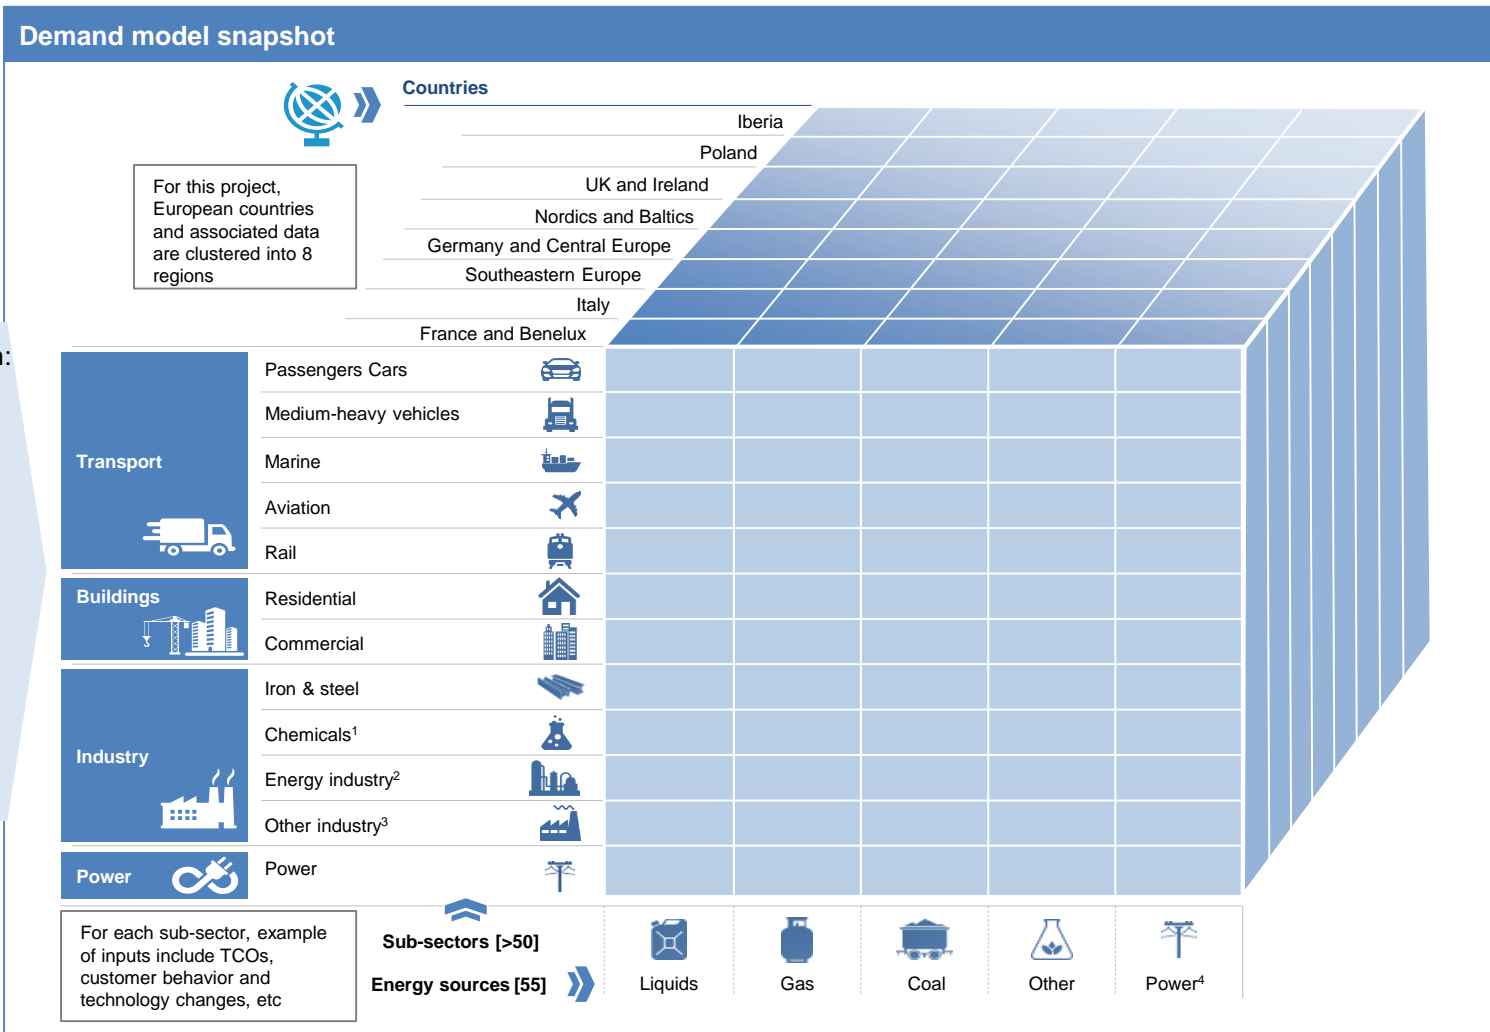 Demand model snapshot
Countries
Iberia
Poland
UK and Ireland
Nordics and Baltics
Germany and Central Europe
Southeastern Europe
Italy
France and Benelux
For this project,
European countries
and associated data
are clustered into 8
regions
:
Transport
Passengers Cars
Medium-heavy vehicles
Marine
Aviation
Rail
Buildings
Residential
Commercial
Industry
Iron & steel
Chemicals¹
Energy industry²
Other industry³
Power
Power
For each sub-sector, example
of inputs include TCOs,
customer behavior and
technology changes, etc
Sub-sectors [>50]
Energy sources [55]
Liquids
Gas
Coal
Other
Power⁴